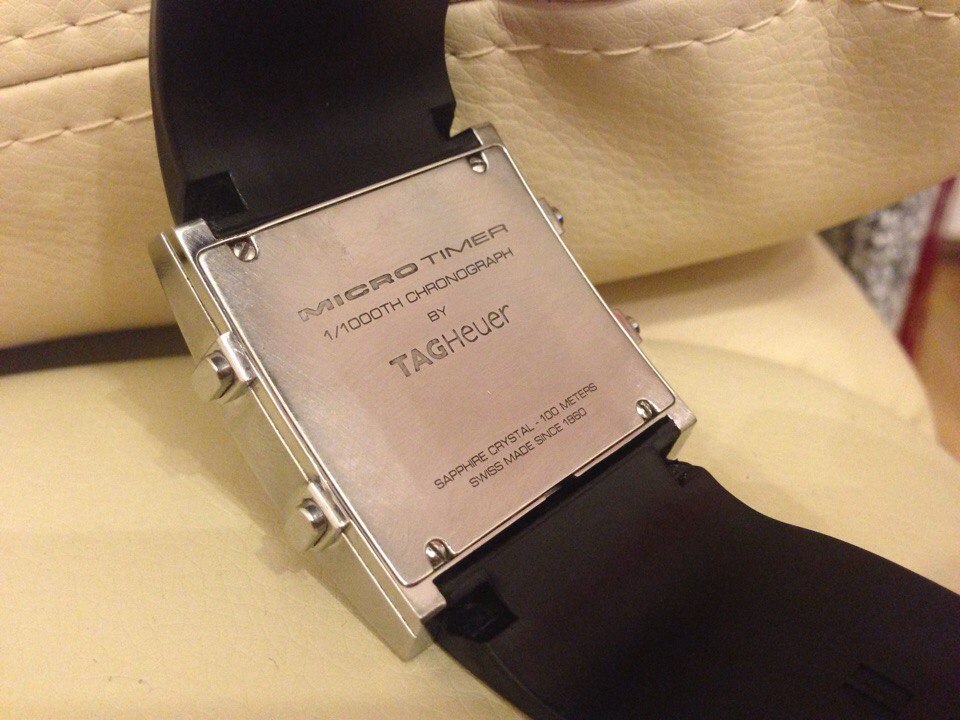 MICRO TIMER
1/1000TH CHRONOGRAPH
BY
TAGHeuer
SAPPHIRE CRYSTAL - 100 METERS
SWISS MADE SINCE 1860